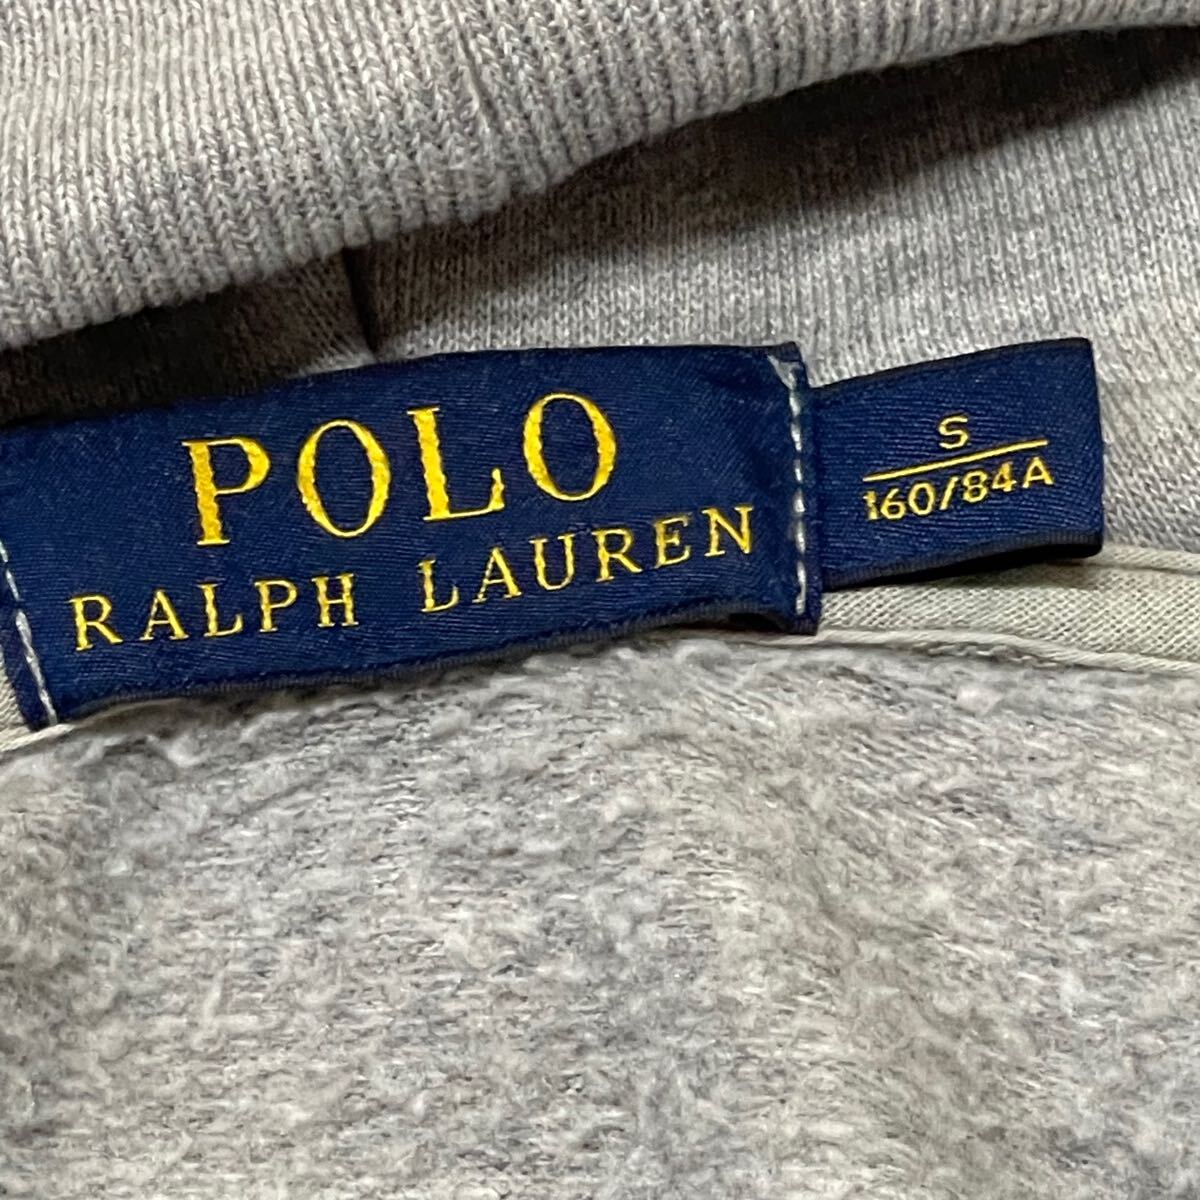 POLO
RALPH LAUREN
S
160/84A